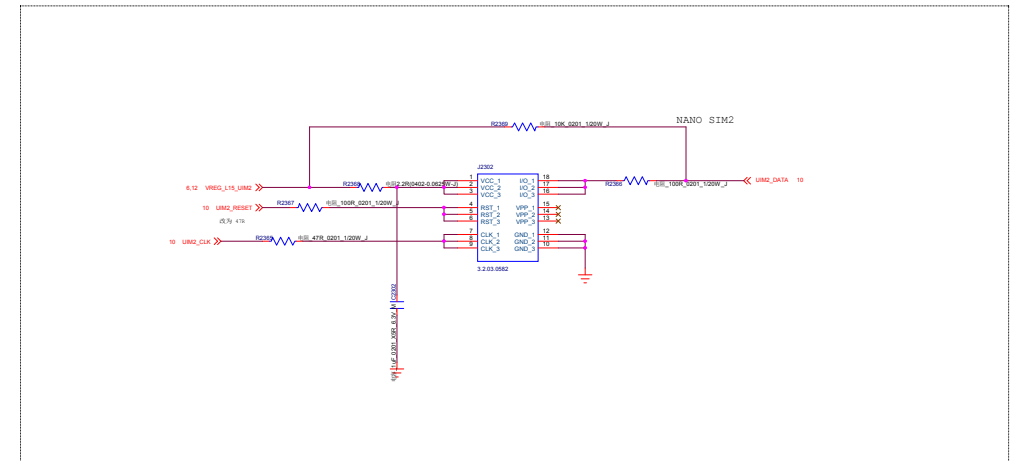 NANO SIM2
R2369 电阻_10K_0201_1/20W_J
J2302
6,12 VREG_L15_UIM2
R2368 电阻2.2R(0402-0.0625W-J)
10 UIM2_RESET
R2367 电阻_100R_0201_1/20W_J
改为 47R
10 UIM2_CLK
电阻_47R_0201_1/20W_J
1 VCC_1 I/O_1 18
2 VCC_2 I/O_2 17
3 VCC_3 I/O_3 16
4 RST_1 VPP_1 15
5 RST_2 VPP_2 14
6 RST_3 VPP_3 13
7 CLK_1 GND_1 12
8 CLK_2 GND_2 11
9 CLK_3 GND_3 10
3.2.03.0582
R2366 电阻_100R_0201_1/20W_J
UIM2_DATA 10
C2302